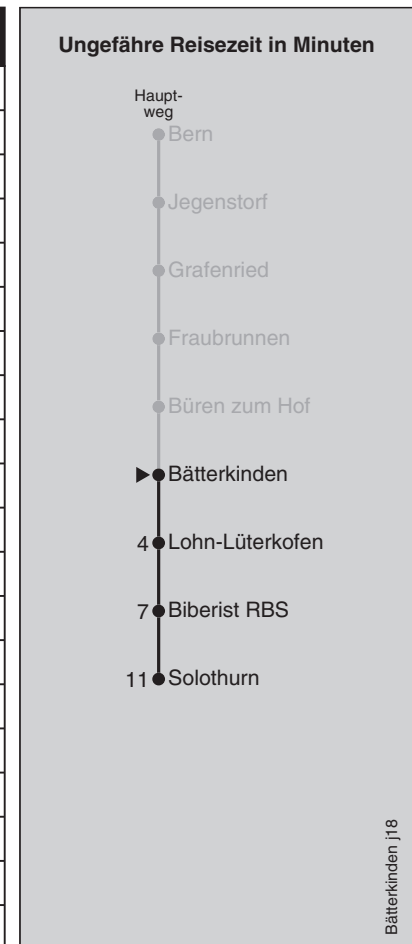 Ungefähre Reisezeit in Minuten
Haupt-
weg
Bern
Jegenstorf
Grafenried
Fraubrunnen
Büren zum Hof
Bätterkinden
4 Lohn-Lüterkofen
7 Biberist RBS
11 Solothurn
Bätterkinden j18